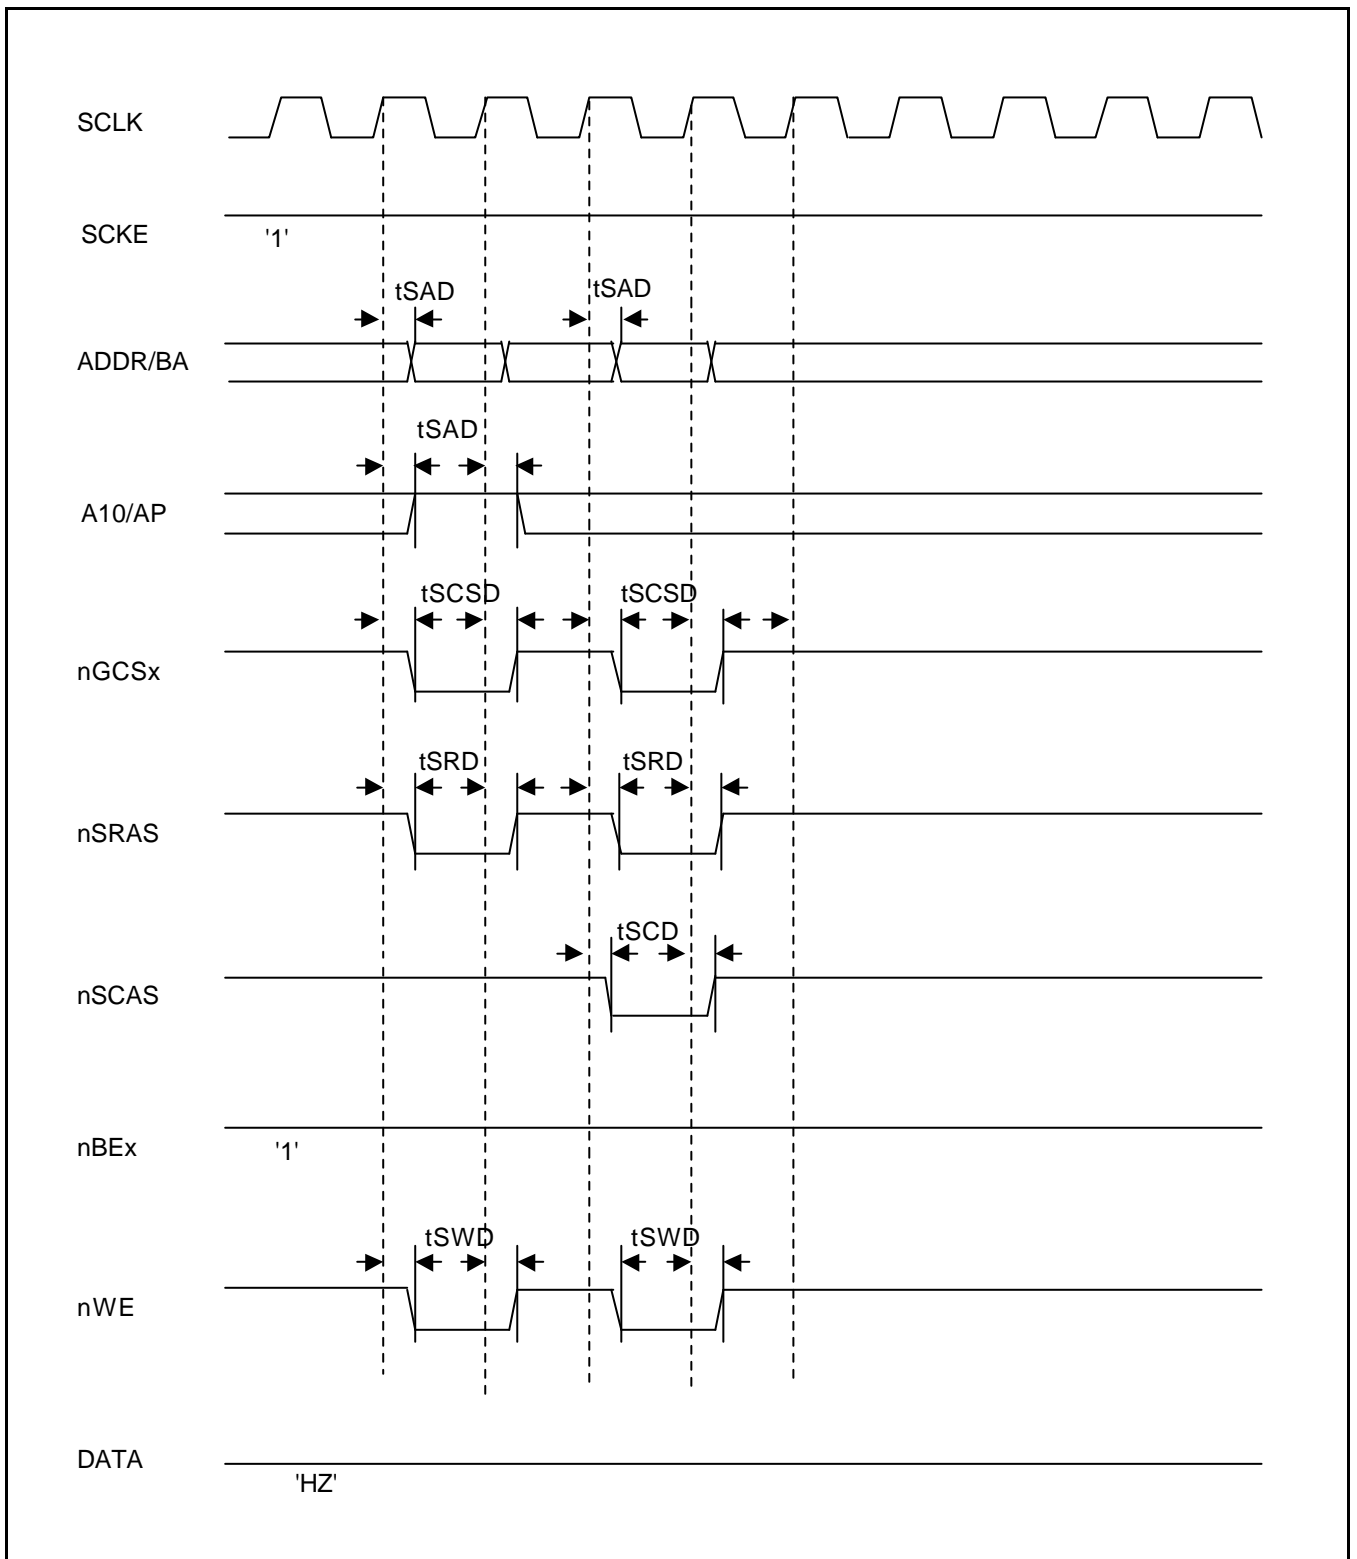 SCLK
SCKE
'1'
tSAD
tSAD
ADDR/BA
tSAD
A10/AP
tSCSD
tSCSD
nGCSx
tSRD
tSRD
nSRAS
tSCD
nSCAS
nBEx
'1'
tSWD
tSWD
nWE
DATA
'HZ'